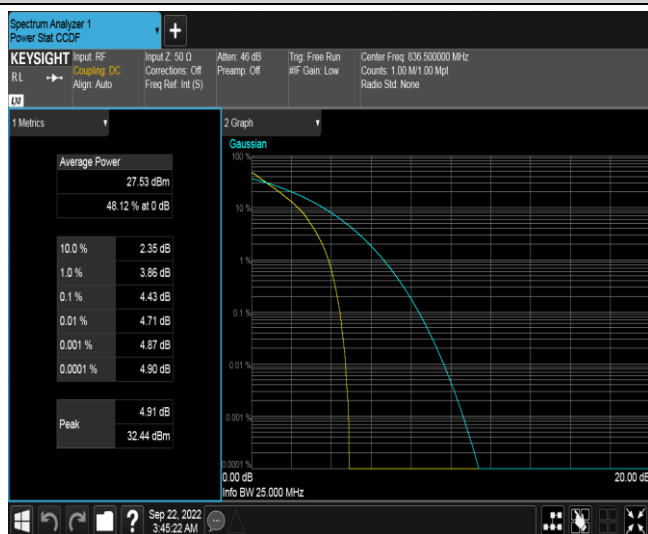 Spectrum Analyzer 1
Power Stat CCDF
+
KEYSIGHT
RL
LXI
Input: RF
Coupling: DC
Align: Auto
Input Z: 50 Ω
Corrections: Off
Freq Ref: Int (S)
Atten: 46 dB
Preamp: Off
Trig: Free Run
#IF Gain: Low
Center Freq: 836.500000 MHz
Counts: 1.00 M/1.00 Mpt
Radio Std: None
1 Metrics
Average Power
27.53 dBm
48.12 % at 0 dB
10.0 % 2.35 dB
1.0 % 3.86 dB
0.1 % 4.43 dB
0.01 % 4.71 dB
0.001 % 4.87 dB
0.0001 % 4.90 dB
Peak
4.91 dB
32.44 dBm
2 Graph
Gaussian
100 %
10 %
1 %
0.1 %
0.01 %
0.001 %
0.0001 %
0.00 dB 20.00 dB
Info BW 25.000 MHz
?
Sep 22, 2022
3:45:22 AM